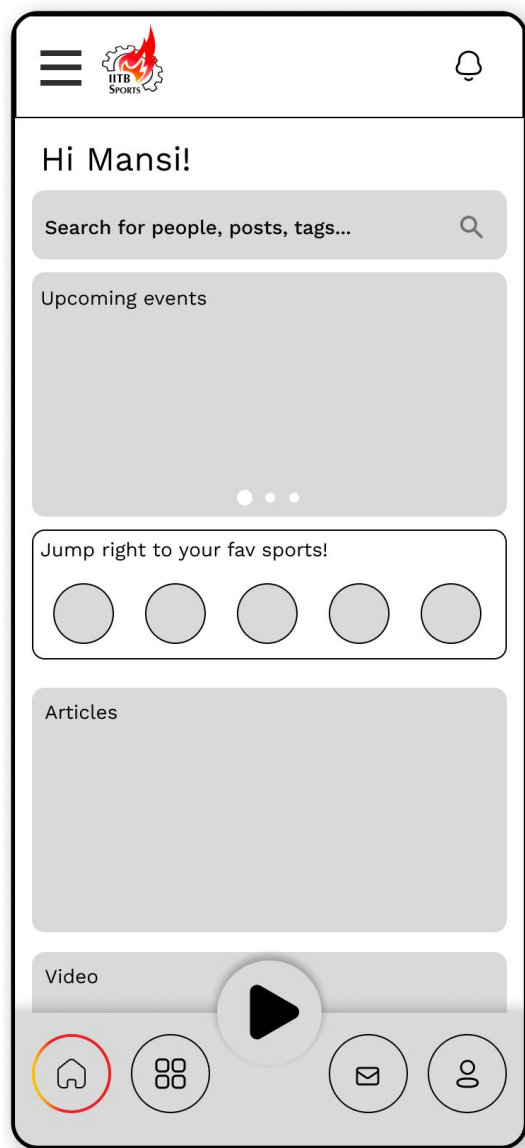 IITB
SPORTS
Hi Mansi!
Search for people, posts, tags...
Upcoming events
Jump right to your fav sports!
Articles
Video